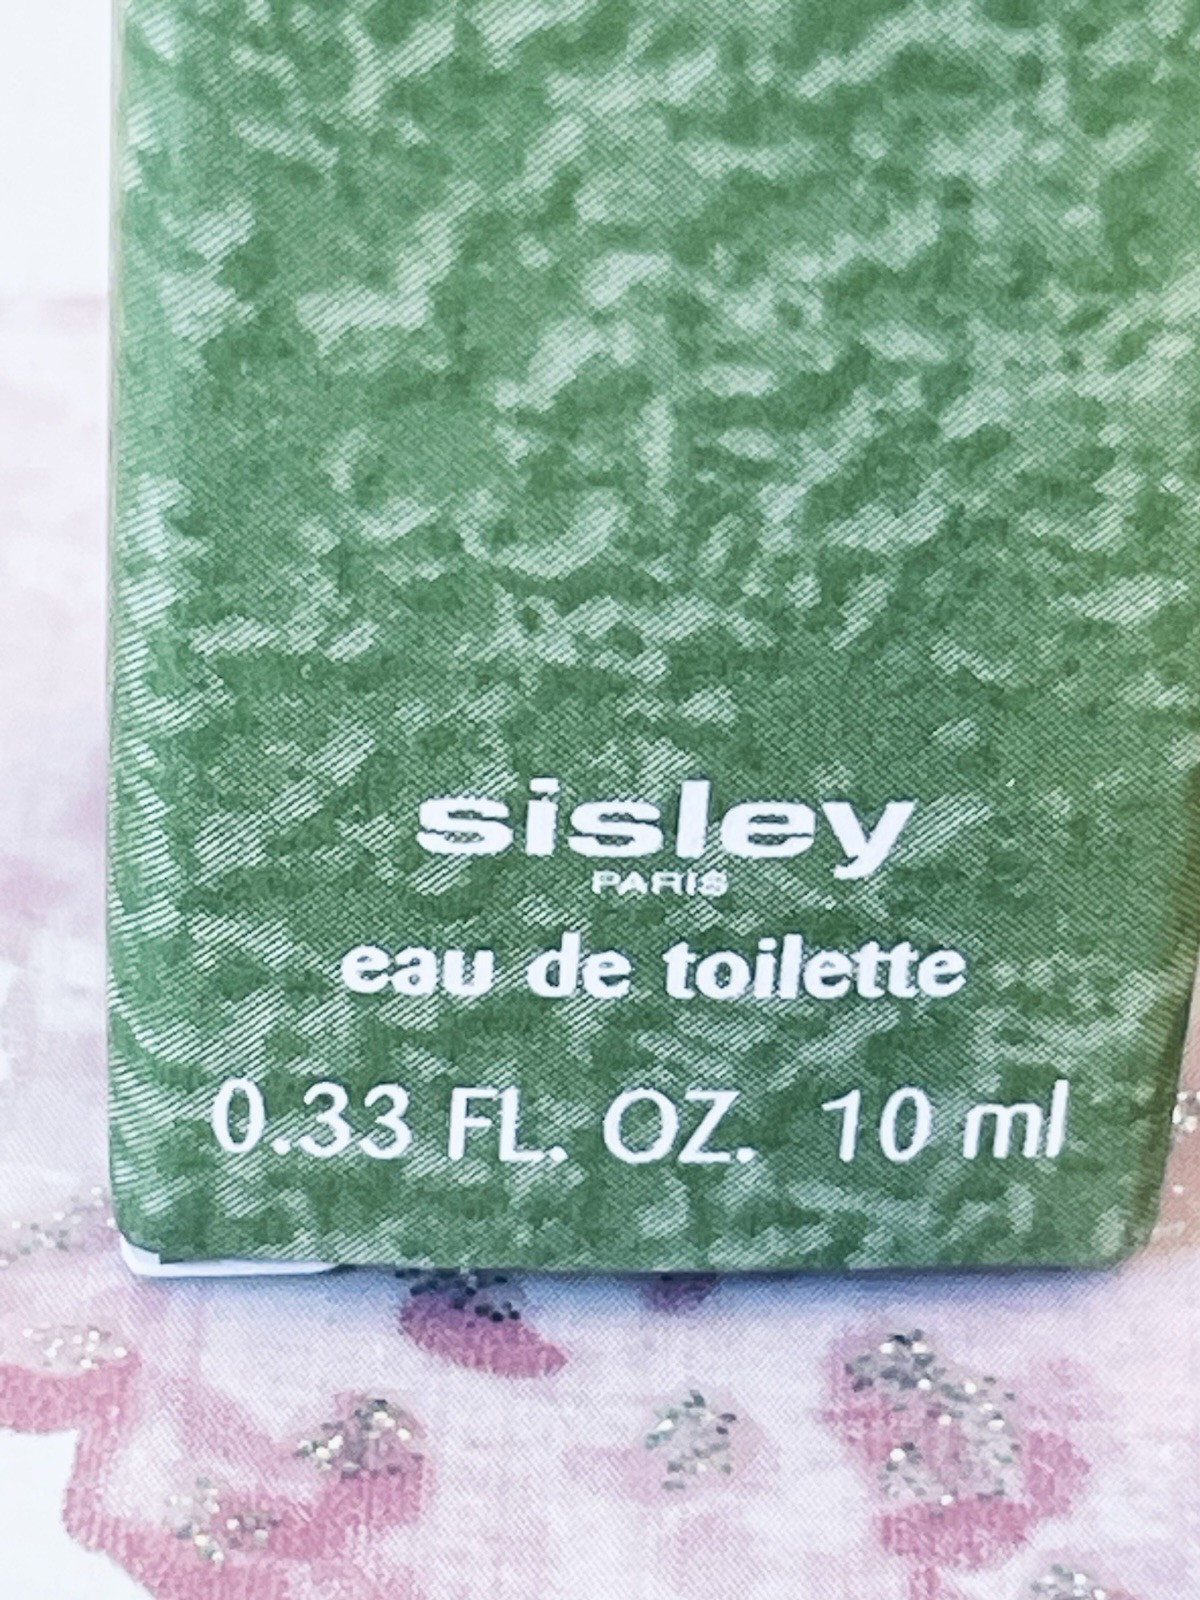 sisley
PARIS
eau de toilette
0.33 FL. OZ. 10 ml